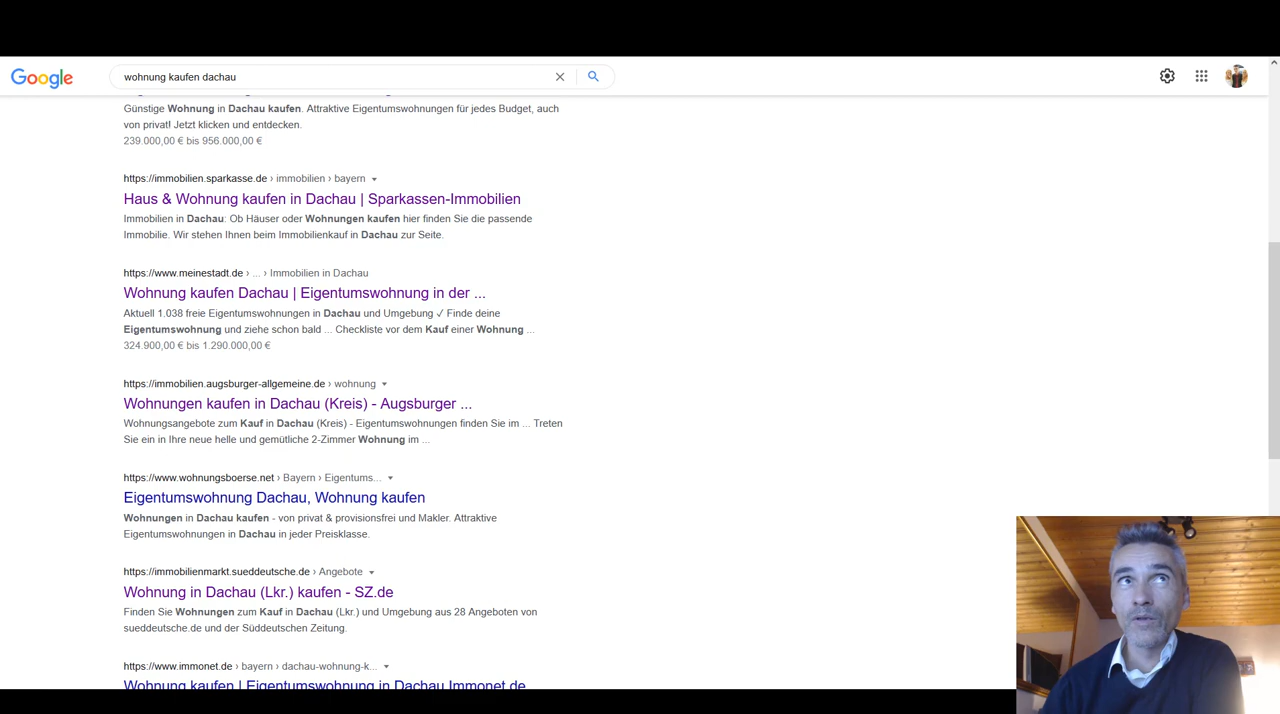 Google
wohnung kaufen dachau
Günstige Wohnung in Dachau kaufen. Attraktive Eigentumswohnungen für jedes Budget, auch
von privat! Jetzt klicken und entdecken.
239.000,00 € bis 956.000,00 €
https://immobilien.sparkasse.de › immobilien › bayern
Haus & Wohnung kaufen in Dachau | Sparkassen-Immobilien
Immobilien in Dachau: Ob Häuser oder Wohnungen kaufen hier finden Sie die passende
Immobilie. Wir stehen Ihnen beim Immobilienkauf in Dachau zur Seite.
https://www.meinestadt.de › ... › Immobilien in Dachau
Wohnung kaufen Dachau | Eigentumswohnung in der ...
Aktuell 1.038 freie Eigentumswohnungen in Dachau und Umgebung ✓ Finde deine
Eigentumswohnung und ziehe schon bald ... Checkliste vor dem Kauf einer Wohnung ...
324.900,00 € bis 1.290.000,00 €
https://immobilien.augsburger-allgemeine.de › wohnung
Wohnungen kaufen in Dachau (Kreis) - Augsburger ...
Wohnungsangebote zum Kauf in Dachau (Kreis) - Eigentumswohnungen finden Sie im ... Treten
Sie ein in Ihre neue helle und gemütliche 2-Zimmer Wohnung im ...
https://www.wohnungsboerse.net › Bayern › Eigentums...
Eigentumswohnung Dachau, Wohnung kaufen
Wohnungen in Dachau kaufen - von privat & provisionsfrei und Makler. Attraktive
Eigentumswohnungen in Dachau in jeder Preisklasse.
https://immobilienmarkt.sueddeutsche.de › Angebote
Wohnung in Dachau (Lkr.) kaufen - SZ.de
Finden Sie Wohnungen zum Kauf in Dachau (Lkr.) und Umgebung aus 28 Angeboten von
sueddeutsche.de und der Süddeutschen Zeitung.
https://www.immonet.de › bayern › dachau-wohnung-k...
Wohnung kaufen | Eigentumswohnung in Dachau Immonet.de